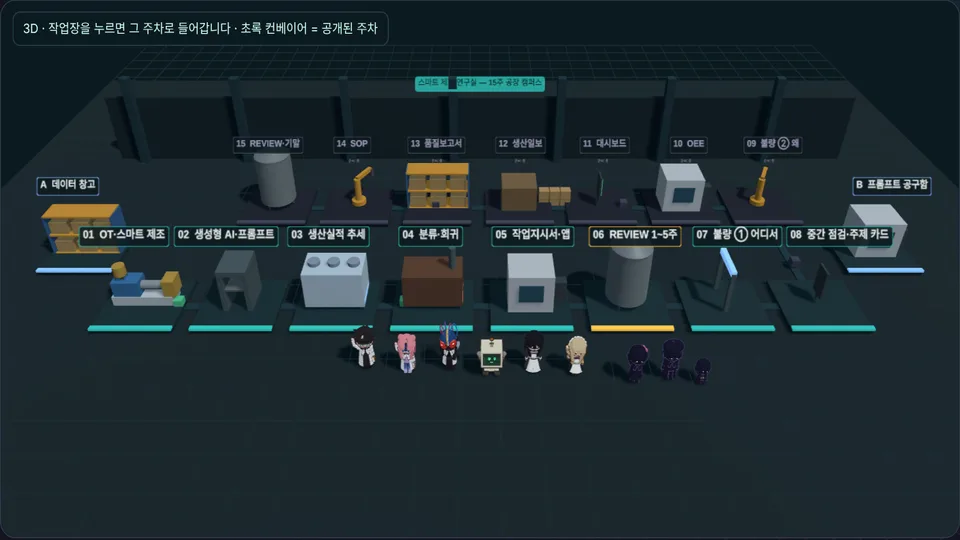 3D · 작업장을 누르면 그 주차로 들어갑니다 · 초록 컨베이어 = 공개된 주차
스마트 제 연구실 — 15주 공장 캠퍼스
15 REVIEW·기말
14 SOP
13 품질보고서
12 생산일보
11 대시보드
10 OEE
09 불량 ② 왜
A 데이터 창고
B 프롬프트 공구함
01 OT·스마트 제조
02 생성형 AI·프롬프트
03 생산실적 추세
04 분류·회귀
05 작업지시서·앱
06 REVIEW 1~5주
07 불량 ① 어디서
08 중간 점검·주제 카드